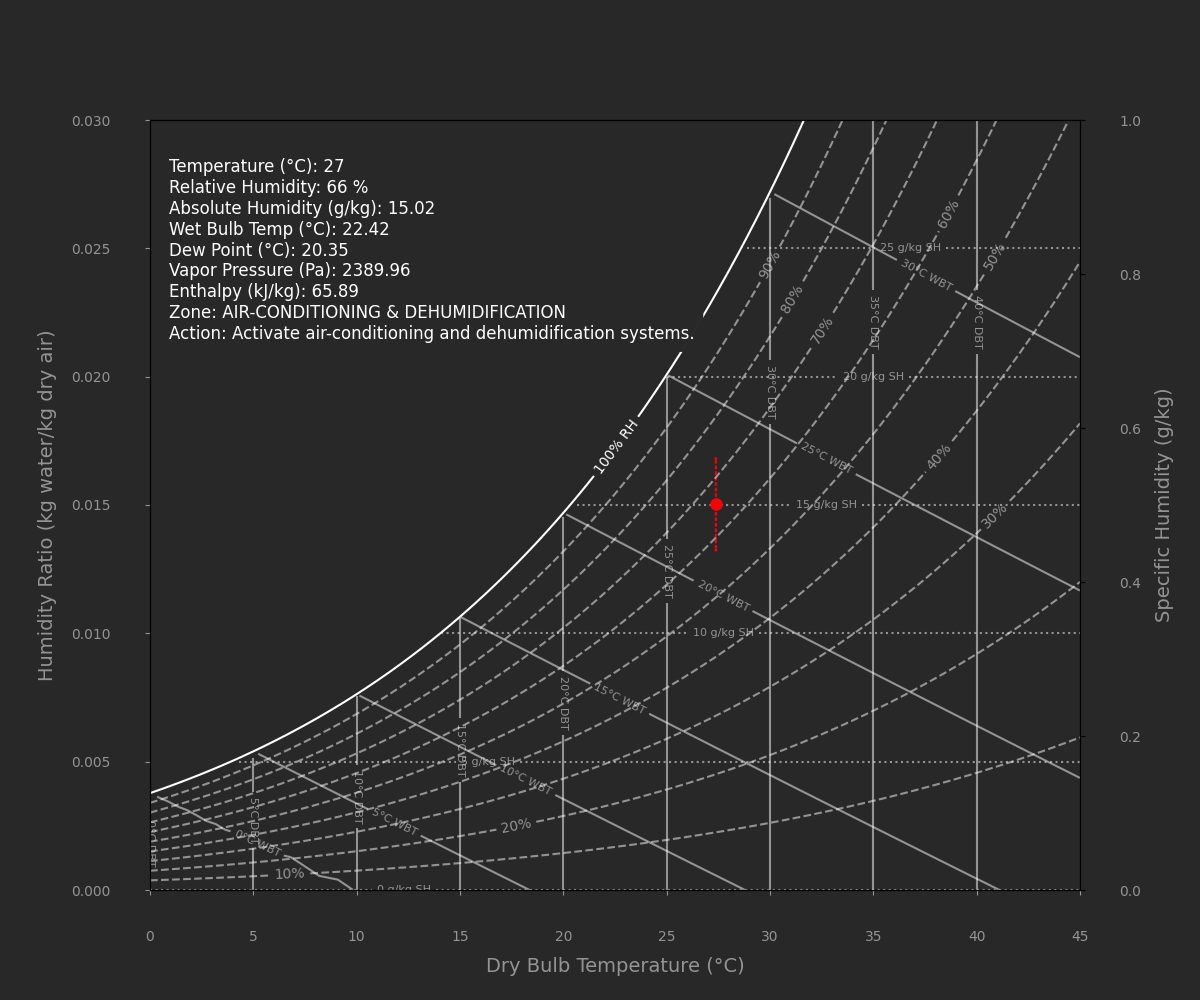 Temperature (°C): 27
Relative Humidity: 66 %
Absolute Humidity (g/kg): 15.02
Wet Bulb Temp (°C): 22.42
Dew Point (°C): 20.35
Vapor Pressure (Pa): 2389.96
Enthalpy (kJ/kg): 65.89
Zone: AIR-CONDITIONING & DEHUMIDIFICATION
Action: Activate air-conditioning and dehumidification systems.
Humidity Ratio (kg water/kg dry air)
0.030
0.025
0.020
0.015
0.010
0.005
0.000
Dry Bulb Temperature (°C)
0
5
10
15
20
25
30
35
40
45
Specific Humidity (g/kg)
1.0
0.8
0.6
0.4
0.2
0.0
100% RH
90%
80%
70%
60%
50%
40%
30%
20%
10%
25 g/kg SH
20 g/kg SH
15 g/kg SH
10 g/kg SH
g/kg SH
0 g/kg SH
30°C WBT
25°C WBT
20°C WBT
15°C WBT
10°C WBT
5°C WBT
0°C WBT
5°C DBT
10°C DBT
15°C DBT
20°C DBT
25°C DBT
30°C DBT
35°C DBT
40°C DBT